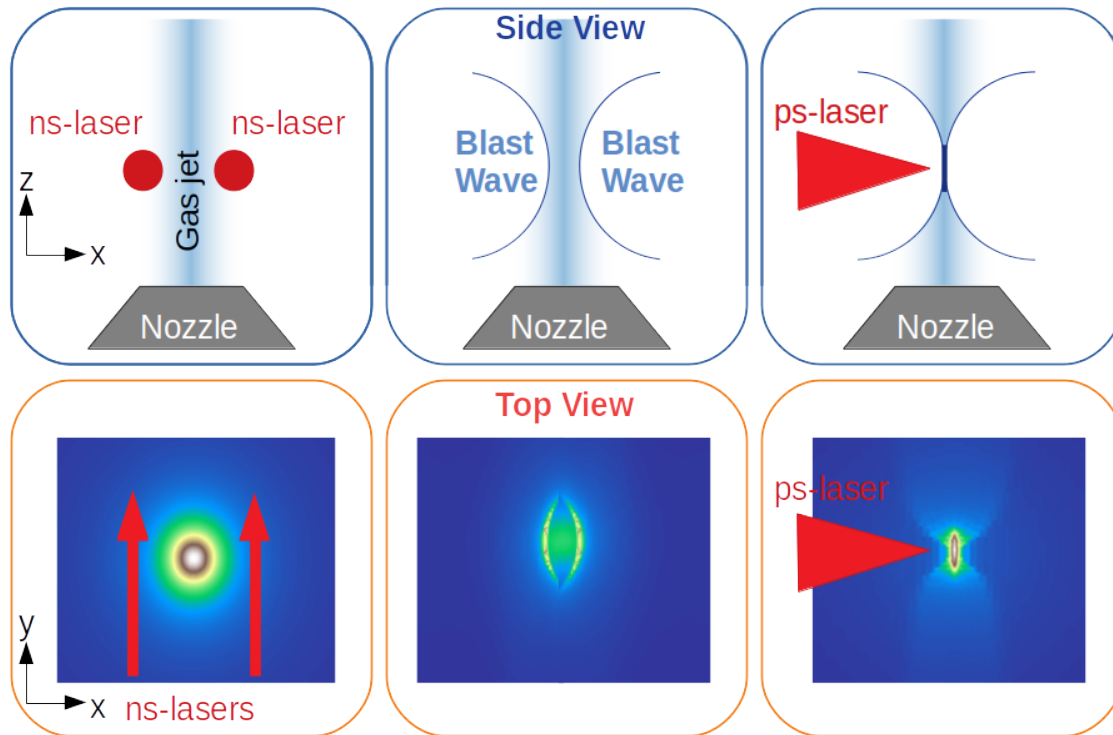 Side View
ns-laser
ns-laser
Gas jet
z
x
Nozzle
Blast
Wave
Blast
Wave
Nozzle
ps-laser
Nozzle
Top View
y
x
ns-lasers
ps-laser